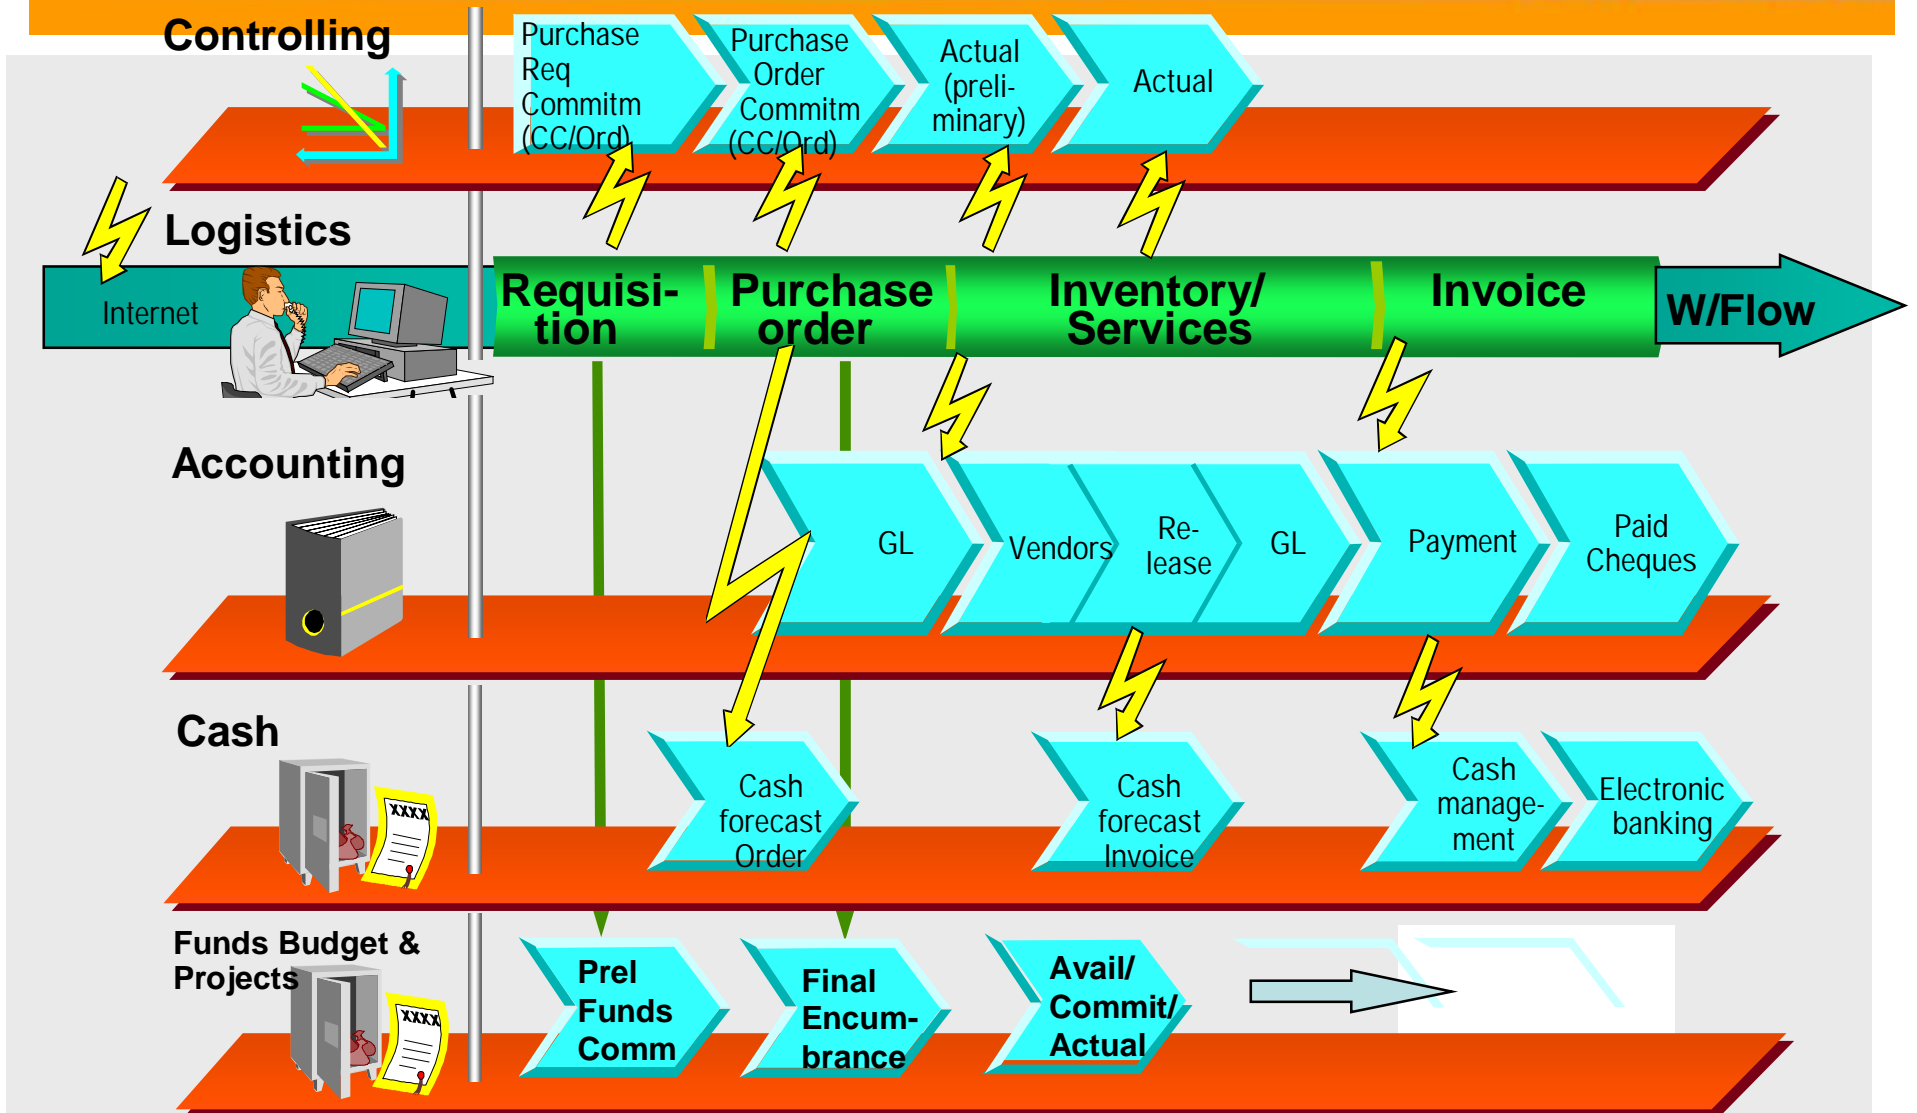 Controlling
Purchase
Req
Commitm
(CC/Ord)
Purchase
Order
Commitm
(CC/Ord)
Actual
(preli-
minary)
Actual
Logistics
Internet
Requisi-
tion
Purchase
order
Inventory/
Services
Invoice
W/Flow
Accounting
GL
Vendors
Re-
lease
GL
Payment
Paid
Cheques
Cash
XXXX
Cash
forecast
Order
Cash
forecast
Invoice
Cash
manage-
ment
Electronic
banking
Funds Budget &
Projects
XXXX
Prel
Funds
Comm
Final
Encum-
brance
Avail/
Commit/
Actual